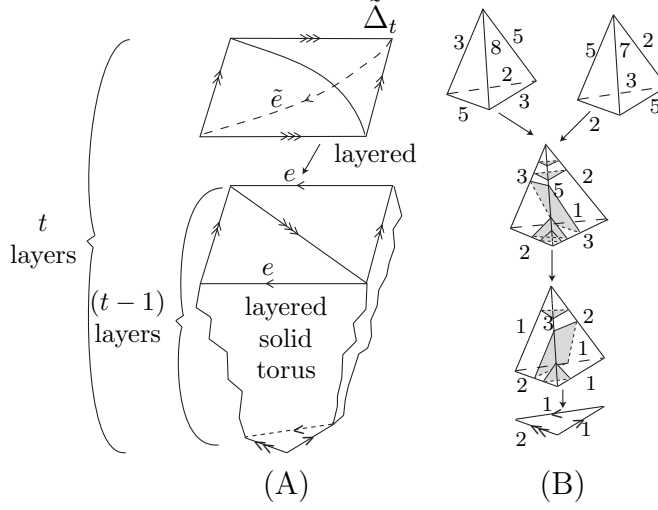 Δ̃_t
ẽ
layered
e
t
layers
e
(t − 1)
layers
layered
solid
torus
(A)
3 8 5
2
5 3
5 7 2
3
2 5
3 5 2
1
2 3
1 3 2
1
2 1
1
2 1
(B)